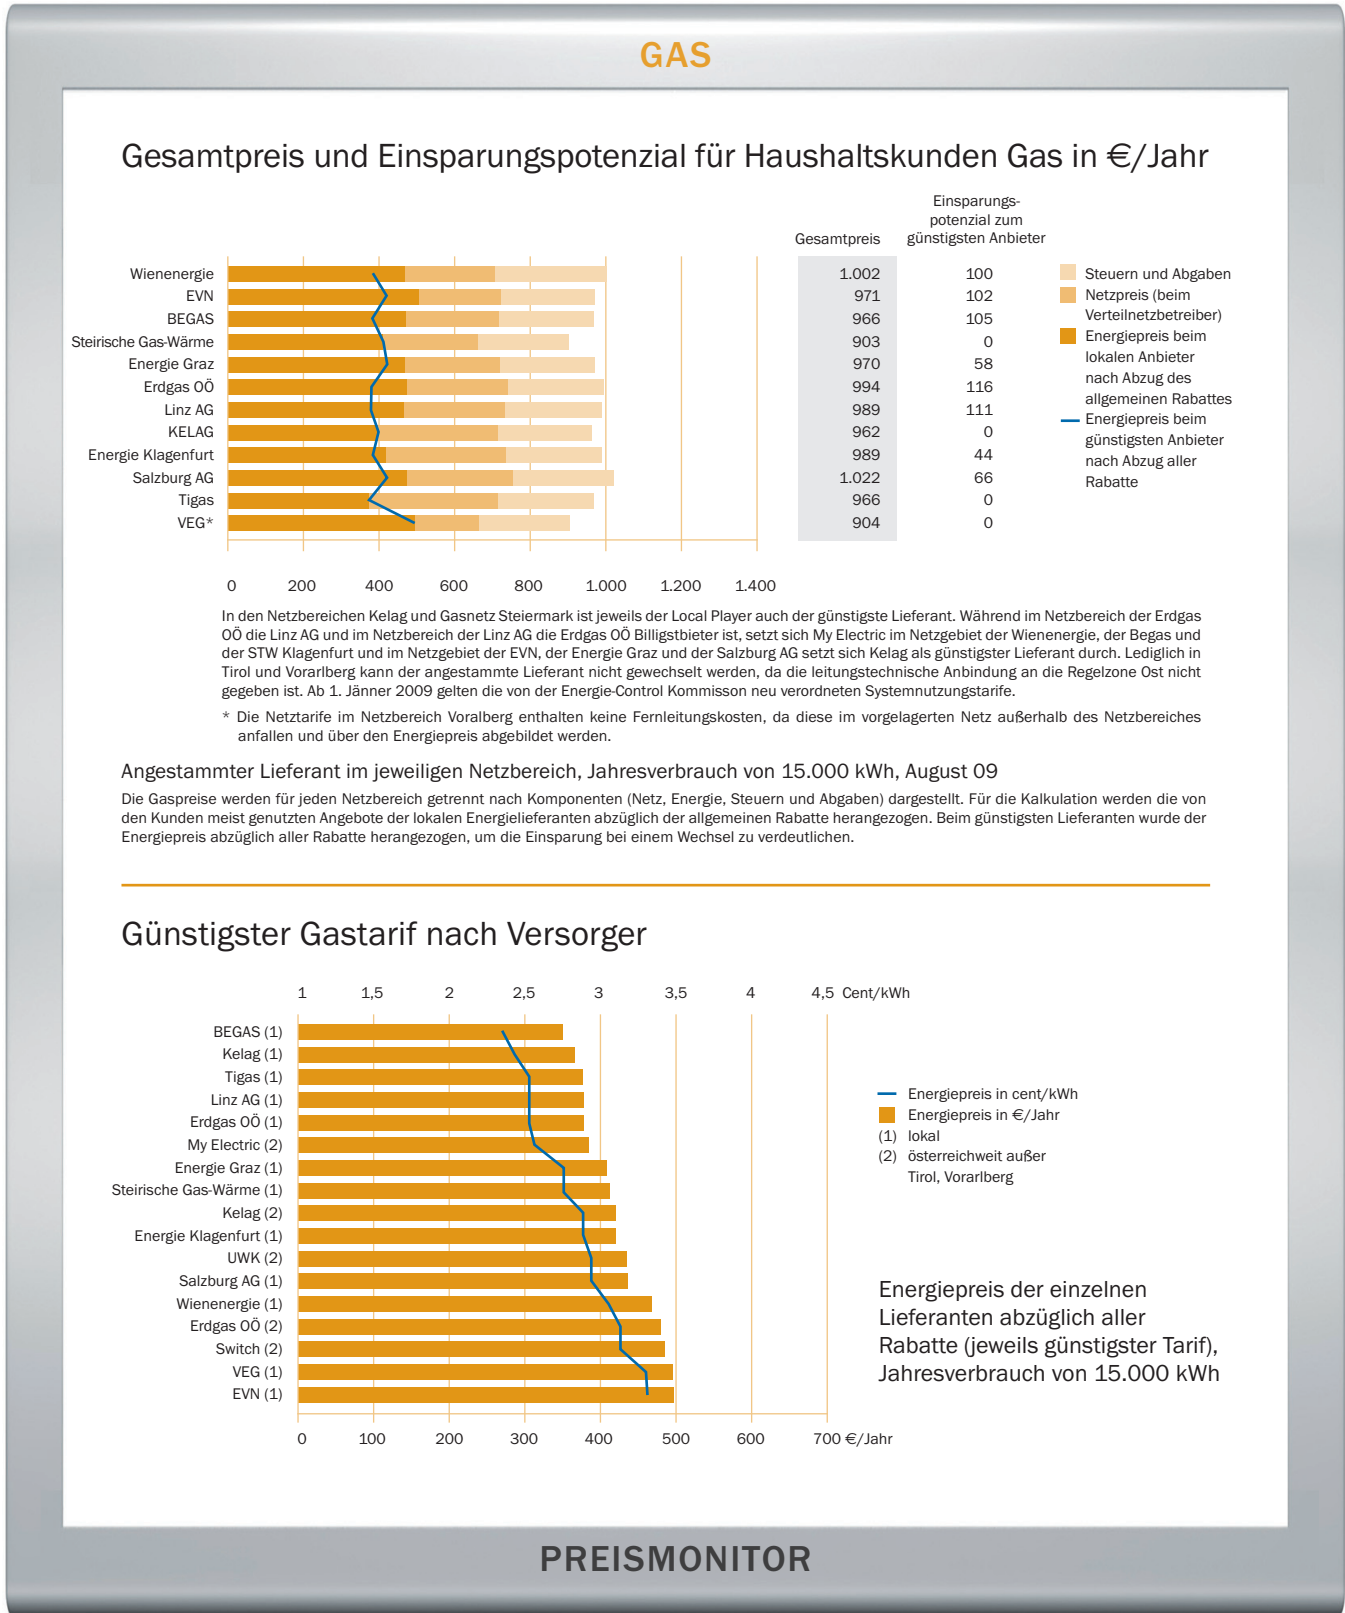 GAS
Gesamtpreis und Einsparungspotenzial für Haushaltskunden Gas in €/Jahr
Einsparungs-
potenzial zum
Gesamtpreis günstigsten Anbieter
Wienenergie 1.002 100
EVN 971 102
BEGAS 966 105
Steirische Gas-Wärme 903 0
Energie Graz 970 58
Erdgas OÖ 994 116
Linz AG 989 111
KELAG 962 0
Energie Klagenfurt 989 44
Salzburg AG 1.022 66
Tigas 966 0
VEG* 904 0
Steuern und Abgaben
Netzpreis (beim
Verteilnetzbetreiber)
Energiepreis beim
lokalen Anbieter
nach Abzug des
allgemeinen Rabattes
Energiepreis beim
günstigsten Anbieter
nach Abzug aller
Rabatte
0 200 400 600 800 1.000 1.200 1.400
In den Netzbereichen Kelag und Gasnetz Steiermark ist jeweils der Local Player auch der günstigste Lieferant. Während im Netzbereich der Erdgas
OÖ die Linz AG und im Netzbereich der Linz AG die Erdgas OÖ Billigstbieter ist, setzt sich My Electric im Netzgebiet der Wienenergie, der Begas und
der STW Klagenfurt und im Netzgebiet der EVN, der Energie Graz und der Salzburg AG setzt sich Kelag als günstigster Lieferant durch. Lediglich in
Tirol und Vorarlberg kann der angestammte Lieferant nicht gewechselt werden, da die leitungstechnische Anbindung an die Regelzone Ost nicht
gegeben ist. Ab 1. Jänner 2009 gelten die von der Energie-Control Kommisson neu verordneten Systemnutzungstarife.
* Die Netztarife im Netzbereich Voralberg enthalten keine Fernleitungskosten, da diese im vorgelagerten Netz außerhalb des Netzbereiches
anfallen und über den Energiepreis abgebildet werden.
Angestammter Lieferant im jeweiligen Netzbereich, Jahresverbrauch von 15.000 kWh, August 09
Die Gaspreise werden für jeden Netzbereich getrennt nach Komponenten (Netz, Energie, Steuern und Abgaben) dargestellt. Für die Kalkulation werden die von
den Kunden meist genutzten Angebote der lokalen Energielieferanten abzüglich der allgemeinen Rabatte herangezogen. Beim günstigsten Lieferanten wurde der
Energiepreis abzüglich aller Rabatte herangezogen, um die Einsparung bei einem Wechsel zu verdeutlichen.
Günstigster Gastarif nach Versorger
1 1,5 2 2,5 3 3,5 4 4,5 Cent/kWh
BEGAS (1)
Kelag (1)
Tigas (1)
Linz AG (1)
Erdgas OÖ (1)
My Electric (2)
Energie Graz (1)
Steirische Gas-Wärme (1)
Kelag (2)
Energie Klagenfurt (1)
UWK (2)
Salzburg AG (1)
Wienenergie (1)
Erdgas OÖ (2)
Switch (2)
VEG (1)
EVN (1)
0 100 200 300 400 500 600 700 €/Jahr
Energiepreis in cent/kWh
Energiepreis in €/Jahr
(1) lokal
(2) österreichweit außer
Tirol, Vorarlberg
Energiepreis der einzelnen
Lieferanten abzüglich aller
Rabatte (jeweils günstigster Tarif),
Jahresverbrauch von 15.000 kWh
PREISMONITOR